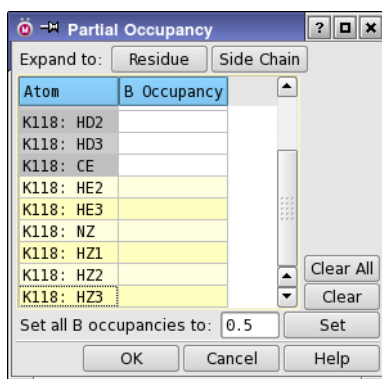 Partial Occupancy ?
Expand to: Residue Side Chain
Atom B Occupancy
K118: HD2
K118: HD3
K118: CE
K118: HE2
K118: HE3
K118: NZ
K118: HZ1
K118: HZ2
K118: HZ3
Clear All
Clear
Set all B occupancies to: 0.5 Set
OK Cancel Help